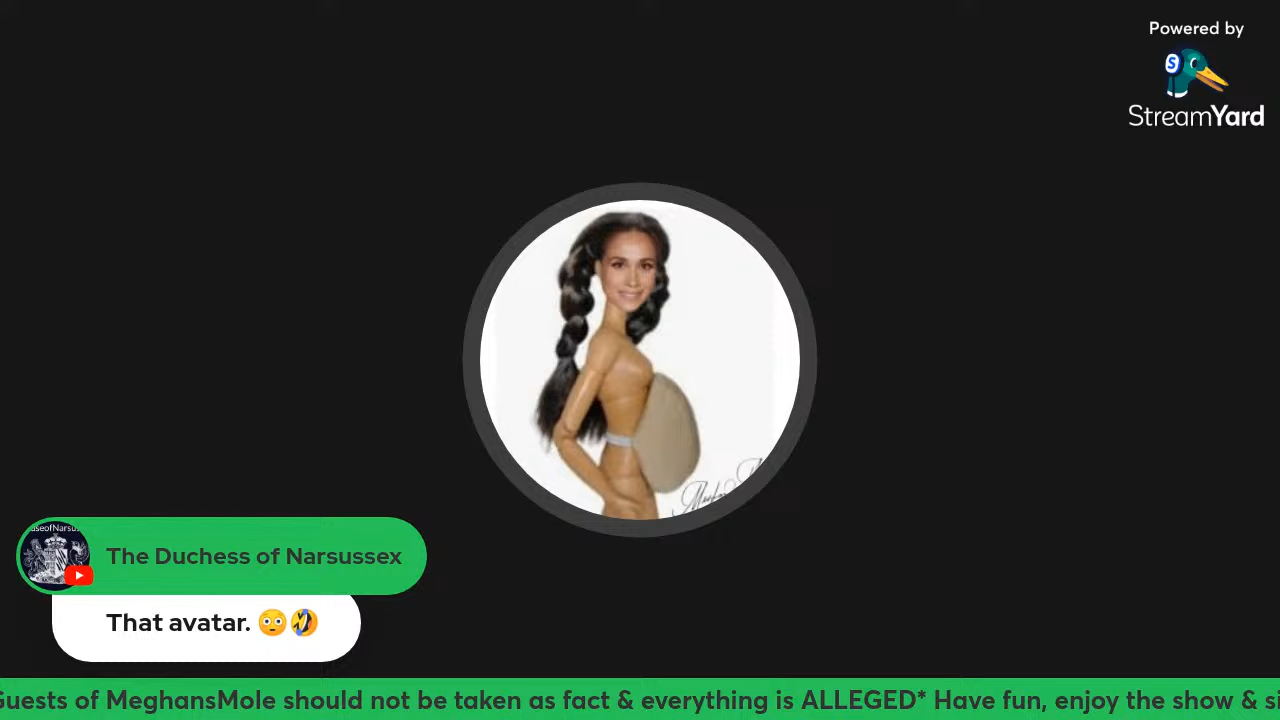 Powered by
S
StreamYard
The Duchess of Narsussex
That avatar. 😳🤣
Guests of MeghansMole should not be taken as fact & everything is ALLEGED* Have fun, enjoy the show & si